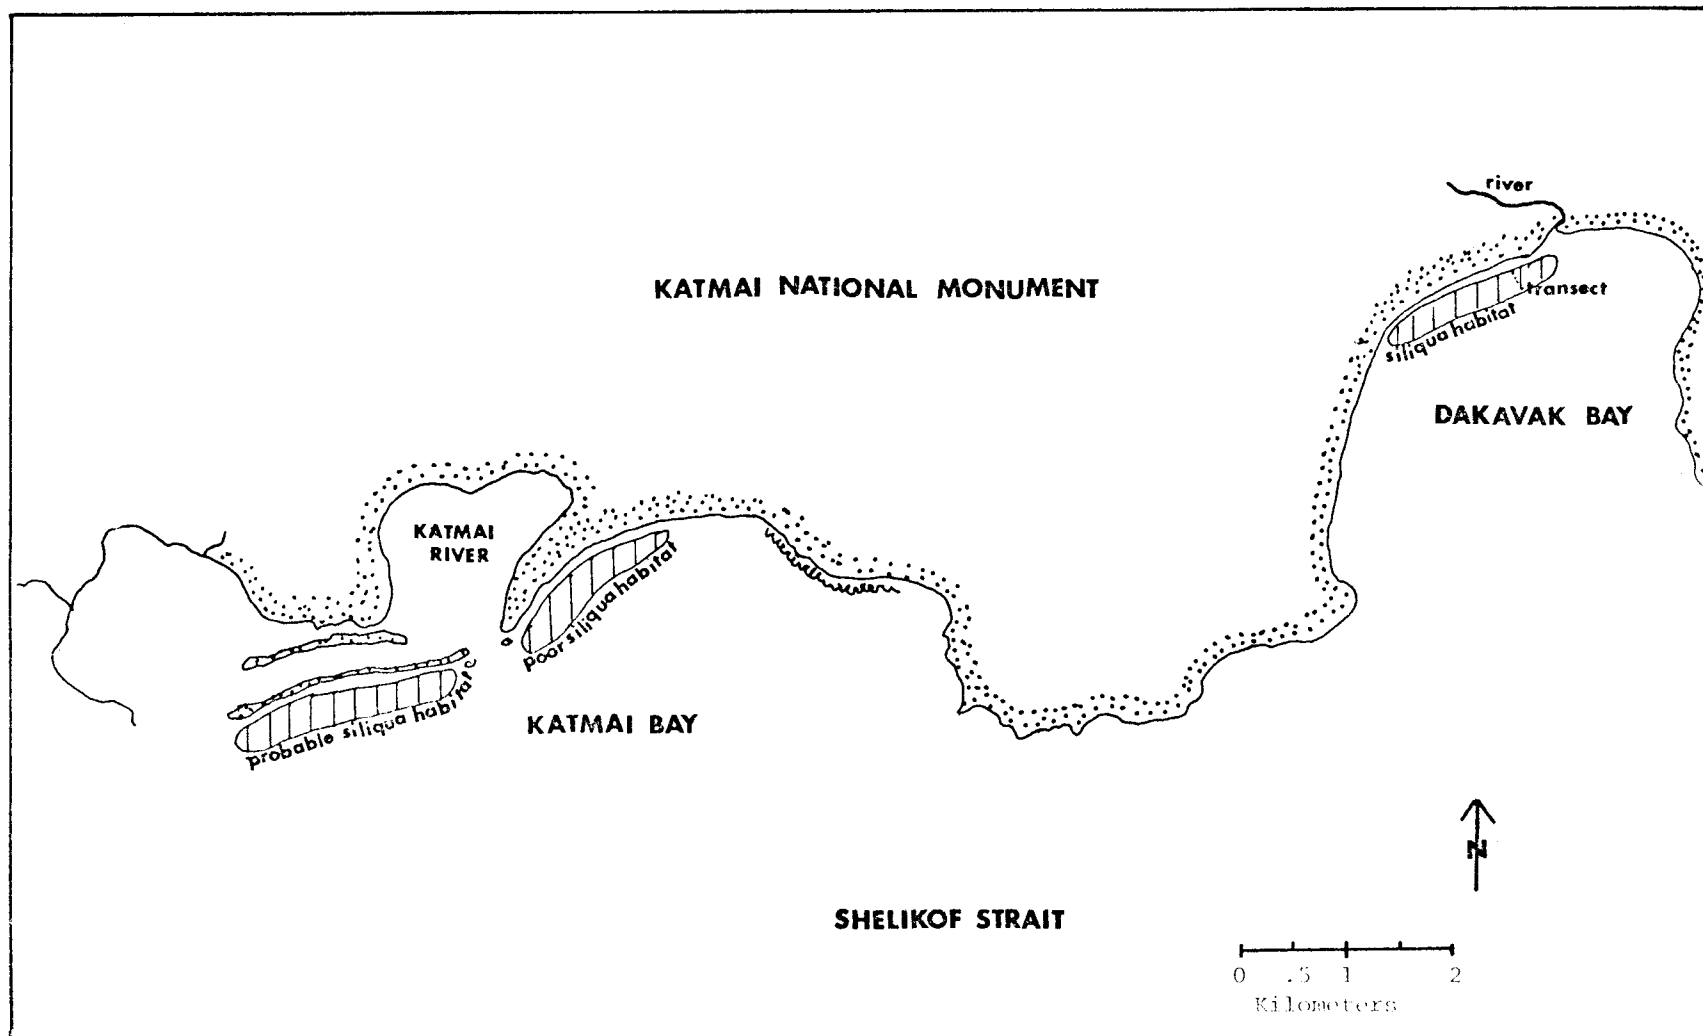 river
KATMAI NATIONAL MONUMENT
transect
siliqua habitat
DAKAVAK BAY
KATMAI
RIVER
poor siliqua habitat
probable siliqua habitat
KATMAI BAY
N
SHELIKOF STRAIT
0 .5 1 2
Kilometers